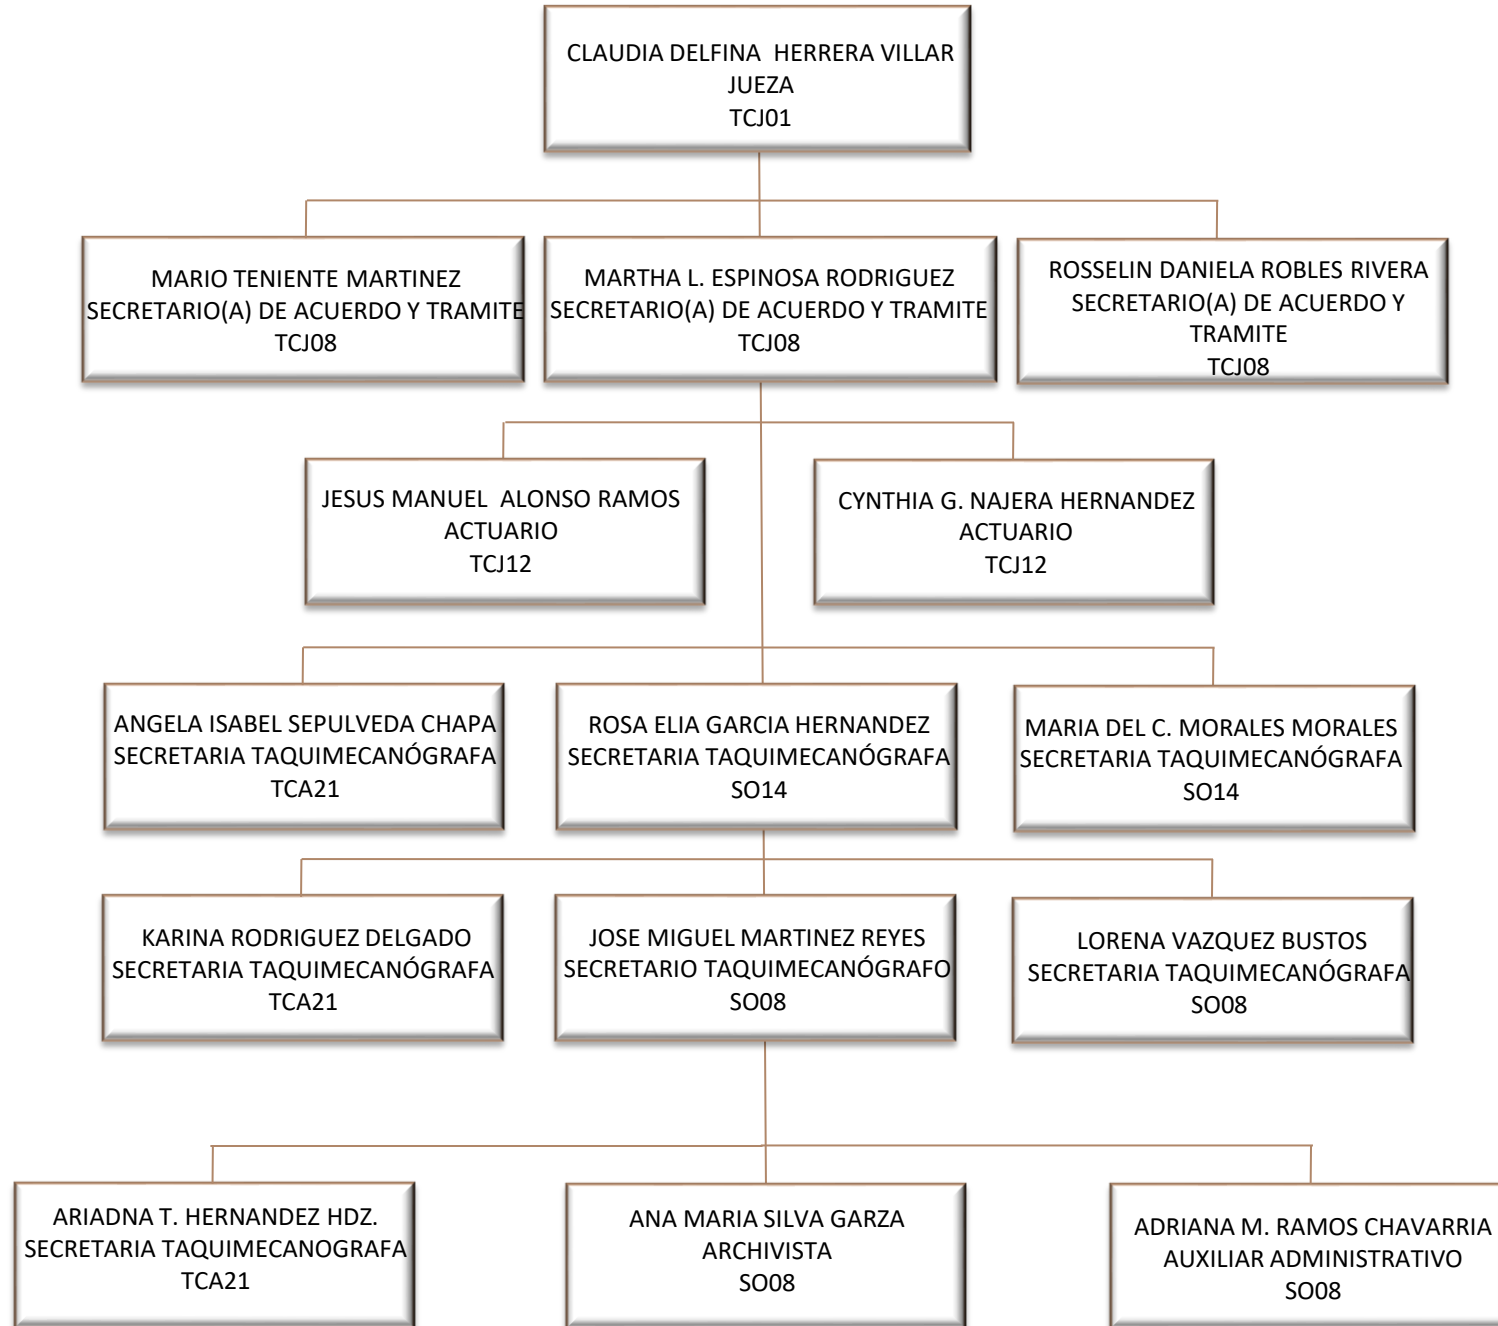 CLAUDIA DELFINA  HERRERA VILLAR
JUEZA
TCJ01
MARIO TENIENTE MARTINEZ
SECRETARIO(A) DE ACUERDO Y TRAMITE
TCJ08
MARTHA L. ESPINOSA RODRIGUEZ
SECRETARIO(A) DE ACUERDO Y TRAMITE
TCJ08
ROSSELIN DANIELA ROBLES RIVERA
SECRETARIO(A) DE ACUERDO Y
TRAMITE
TCJ08
JESUS MANUEL  ALONSO RAMOS
ACTUARIO
TCJ12
CYNTHIA G. NAJERA HERNANDEZ
ACTUARIO
TCJ12
ANGELA ISABEL SEPULVEDA CHAPA
SECRETARIA TAQUIMECANÓGRAFA
TCA21
ROSA ELIA GARCIA HERNANDEZ
SECRETARIA TAQUIMECANÓGRAFA
SO14
MARIA DEL C. MORALES MORALES
SECRETARIA TAQUIMECANÓGRAFA
SO14
KARINA RODRIGUEZ DELGADO
SECRETARIA TAQUIMECANÓGRAFA
TCA21
JOSE MIGUEL MARTINEZ REYES
SECRETARIO TAQUIMECANÓGRAFO
SO08
LORENA VAZQUEZ BUSTOS
SECRETARIA TAQUIMECANÓGRAFA
SO08
ARIADNA T. HERNANDEZ HDZ.
SECRETARIA TAQUIMECANOGRAFA
TCA21
ANA MARIA SILVA GARZA
ARCHIVISTA
SO08
ADRIANA M. RAMOS CHAVARRIA
AUXILIAR ADMINISTRATIVO
SO08